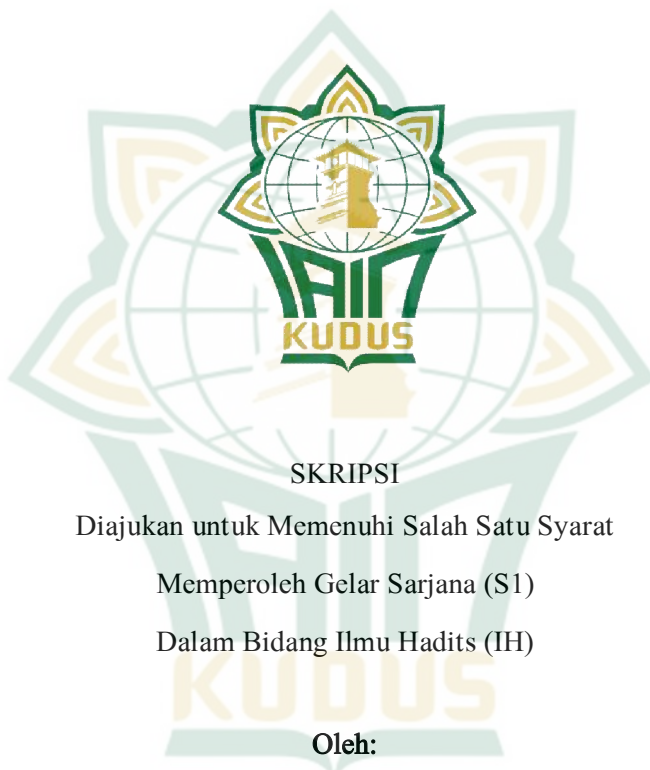 IAIN
KUDUS
SKRIPSI
Diajukan untuk Memenuhi Salah Satu Syarat
Memperoleh Gelar Sarjana (S1)
Dalam Bidang Ilmu Hadits (IH)
KUDUS
Oleh: